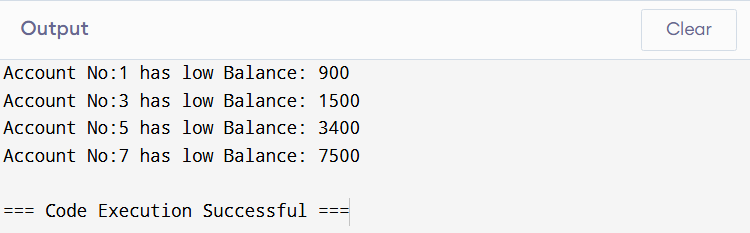 Output
Clear
Account No:1 has low Balance: 900
Account No:3 has low Balance: 1500
Account No:5 has low Balance: 3400
Account No:7 has low Balance: 7500
=== Code Execution Successful ===